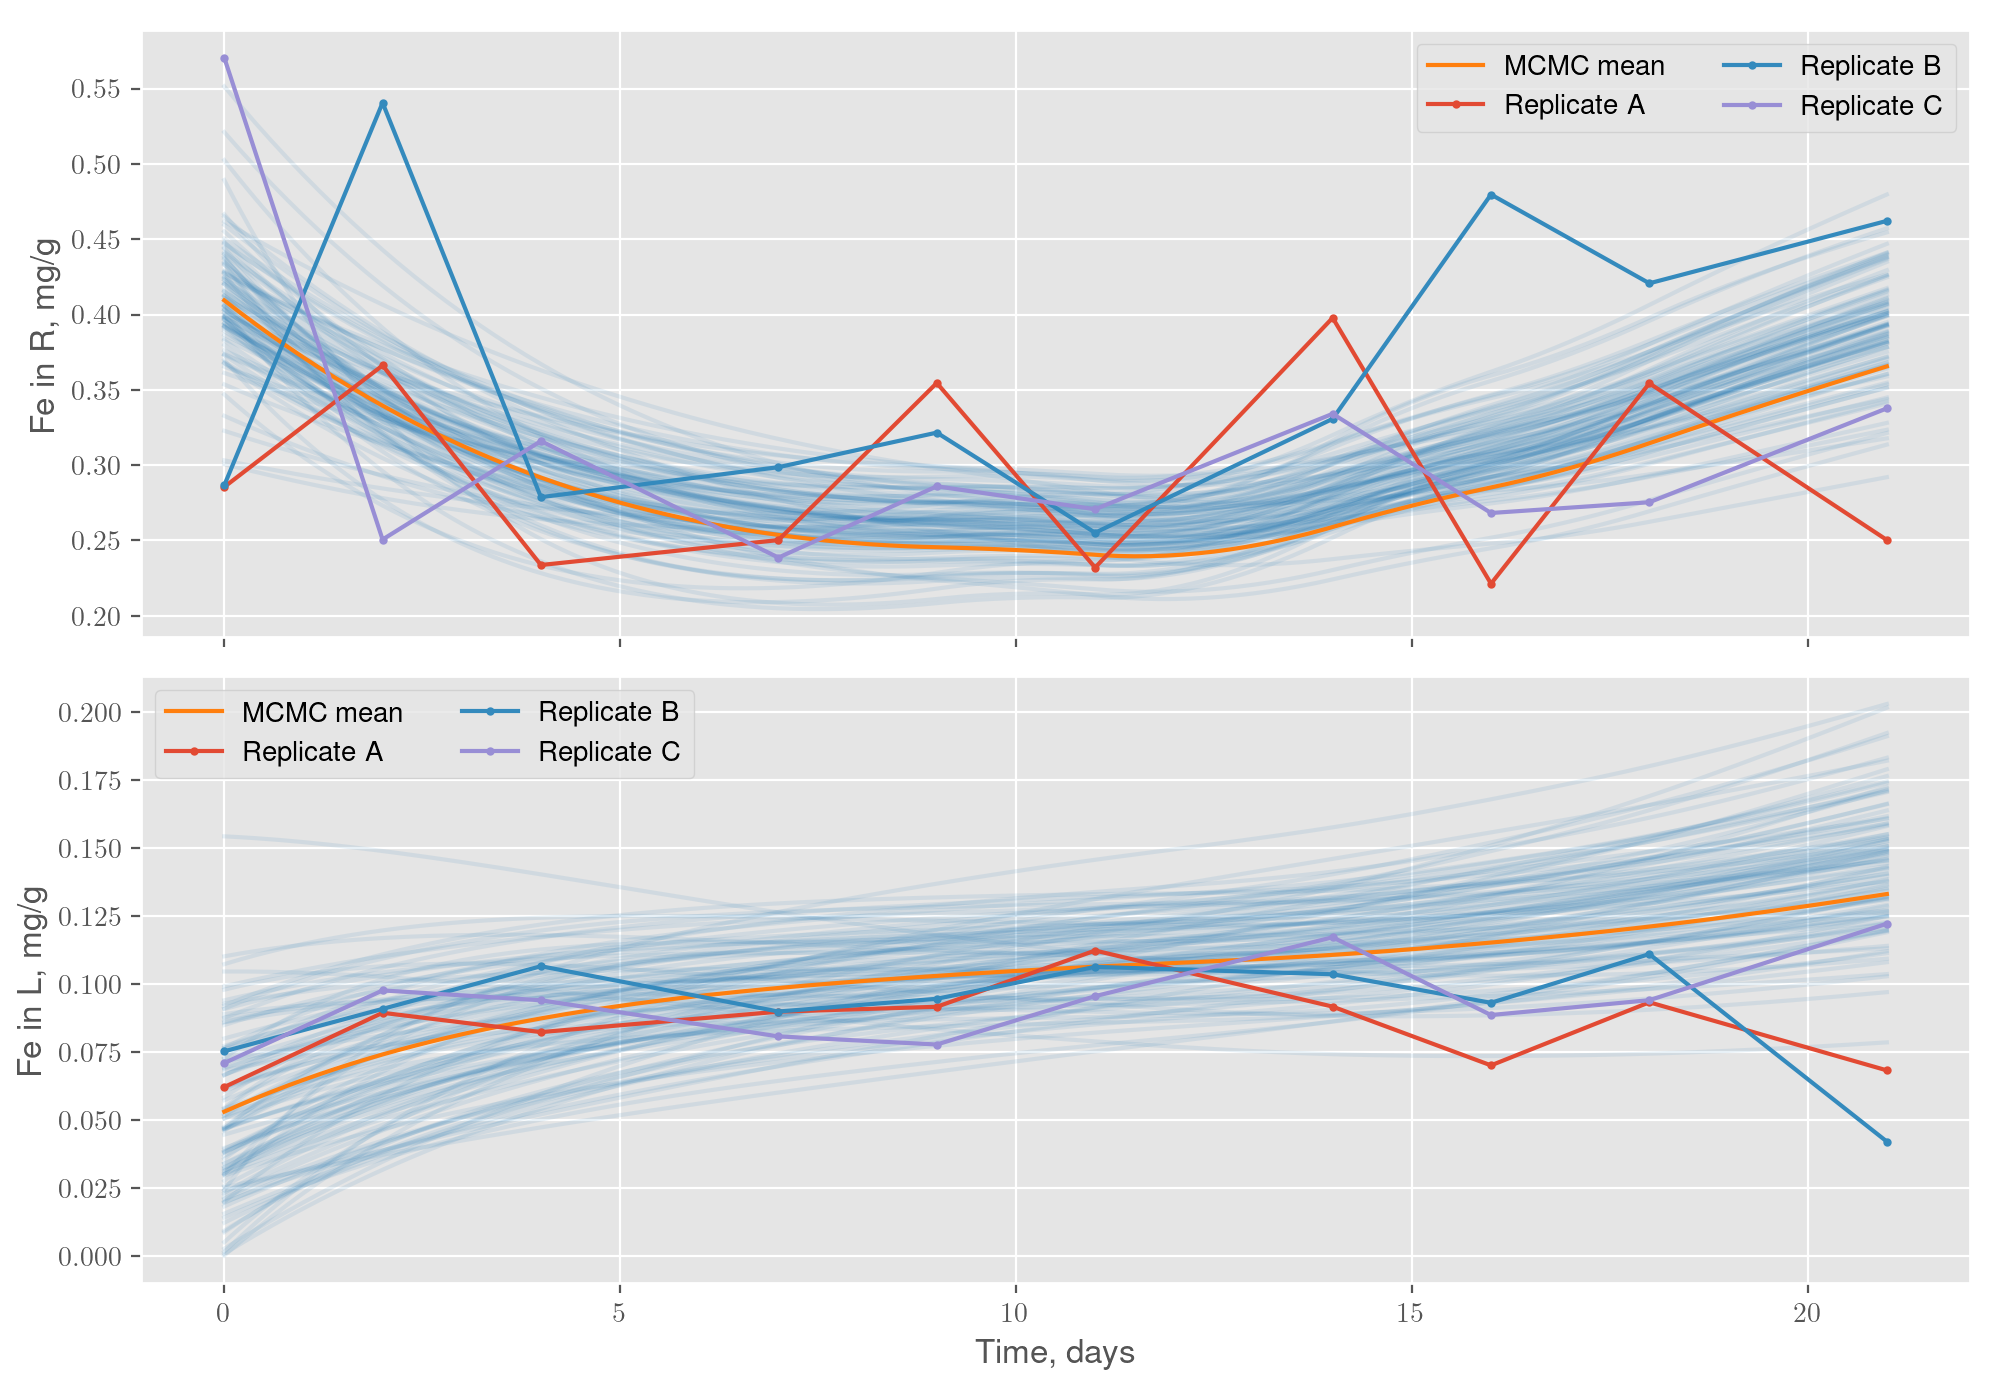 Fe in R, mg/g
0.55
0.50
0.45
0.40
0.35
0.30
0.25
0.20
MCMC mean
Replicate A
Replicate B
Replicate C
Fe in L, mg/g
0.200
0.175
0.150
0.125
0.100
0.075
0.050
0.025
0.000
MCMC mean
Replicate A
Replicate B
Replicate C
0 5 10 15 20
Time, days